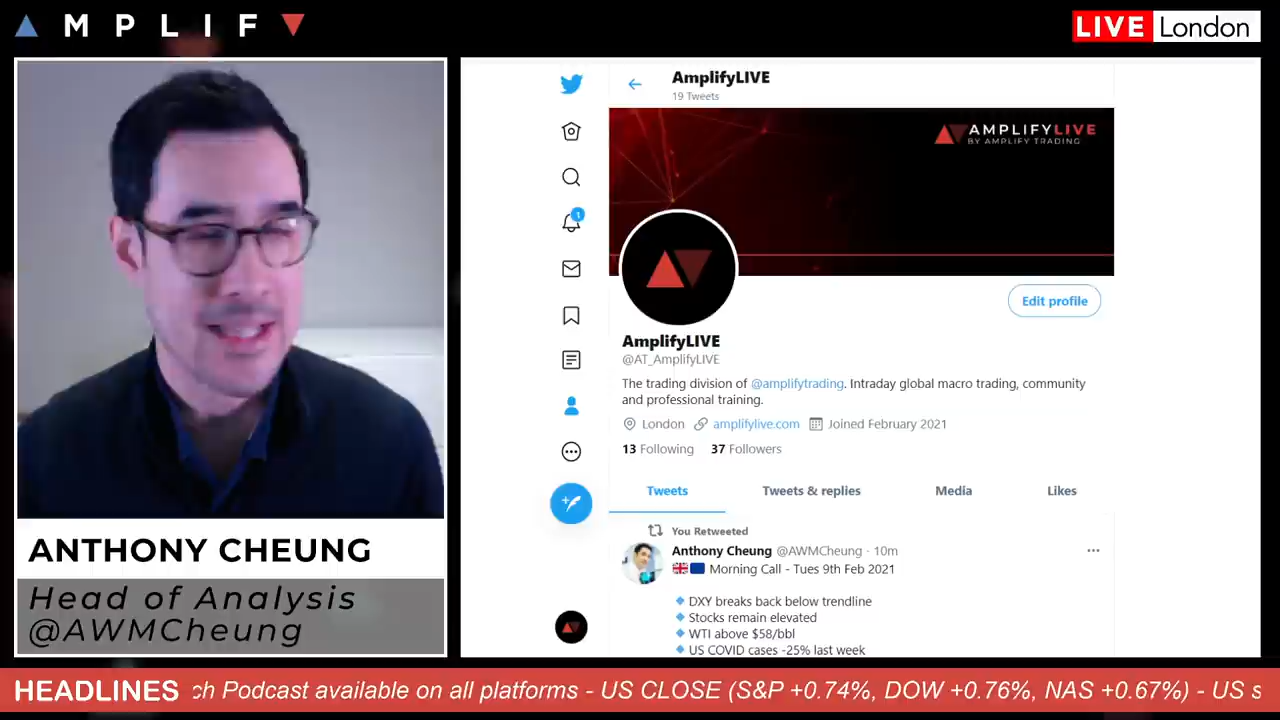 AMPLIFY
LIVE London
AmplifyLIVE
19 Tweets
AMPLIFYLIVE
BY AMPLIFY TRADING
1
Edit profile
AmplifyLIVE
@AT_AmplifyLIVE
The trading division of @amplifytrading. Intraday global macro trading, community
and professional training.
London amplifylive.com Joined February 2021
13 Following 37 Followers
Tweets Tweets & replies Media Likes
You Retweeted
Anthony Cheung @AWMCheung · 10m
Morning Call - Tues 9th Feb 2021
DXY breaks back below trendline
Stocks remain elevated
WTI above $58/bbl
US COVID cases -25% last week
ANTHONY CHEUNG
Head of Analysis
@AWMCheung
HEADLINES ch Podcast available on all platforms - US CLOSE (S&P +0.74%, DOW +0.76%, NAS +0.67%) - US s